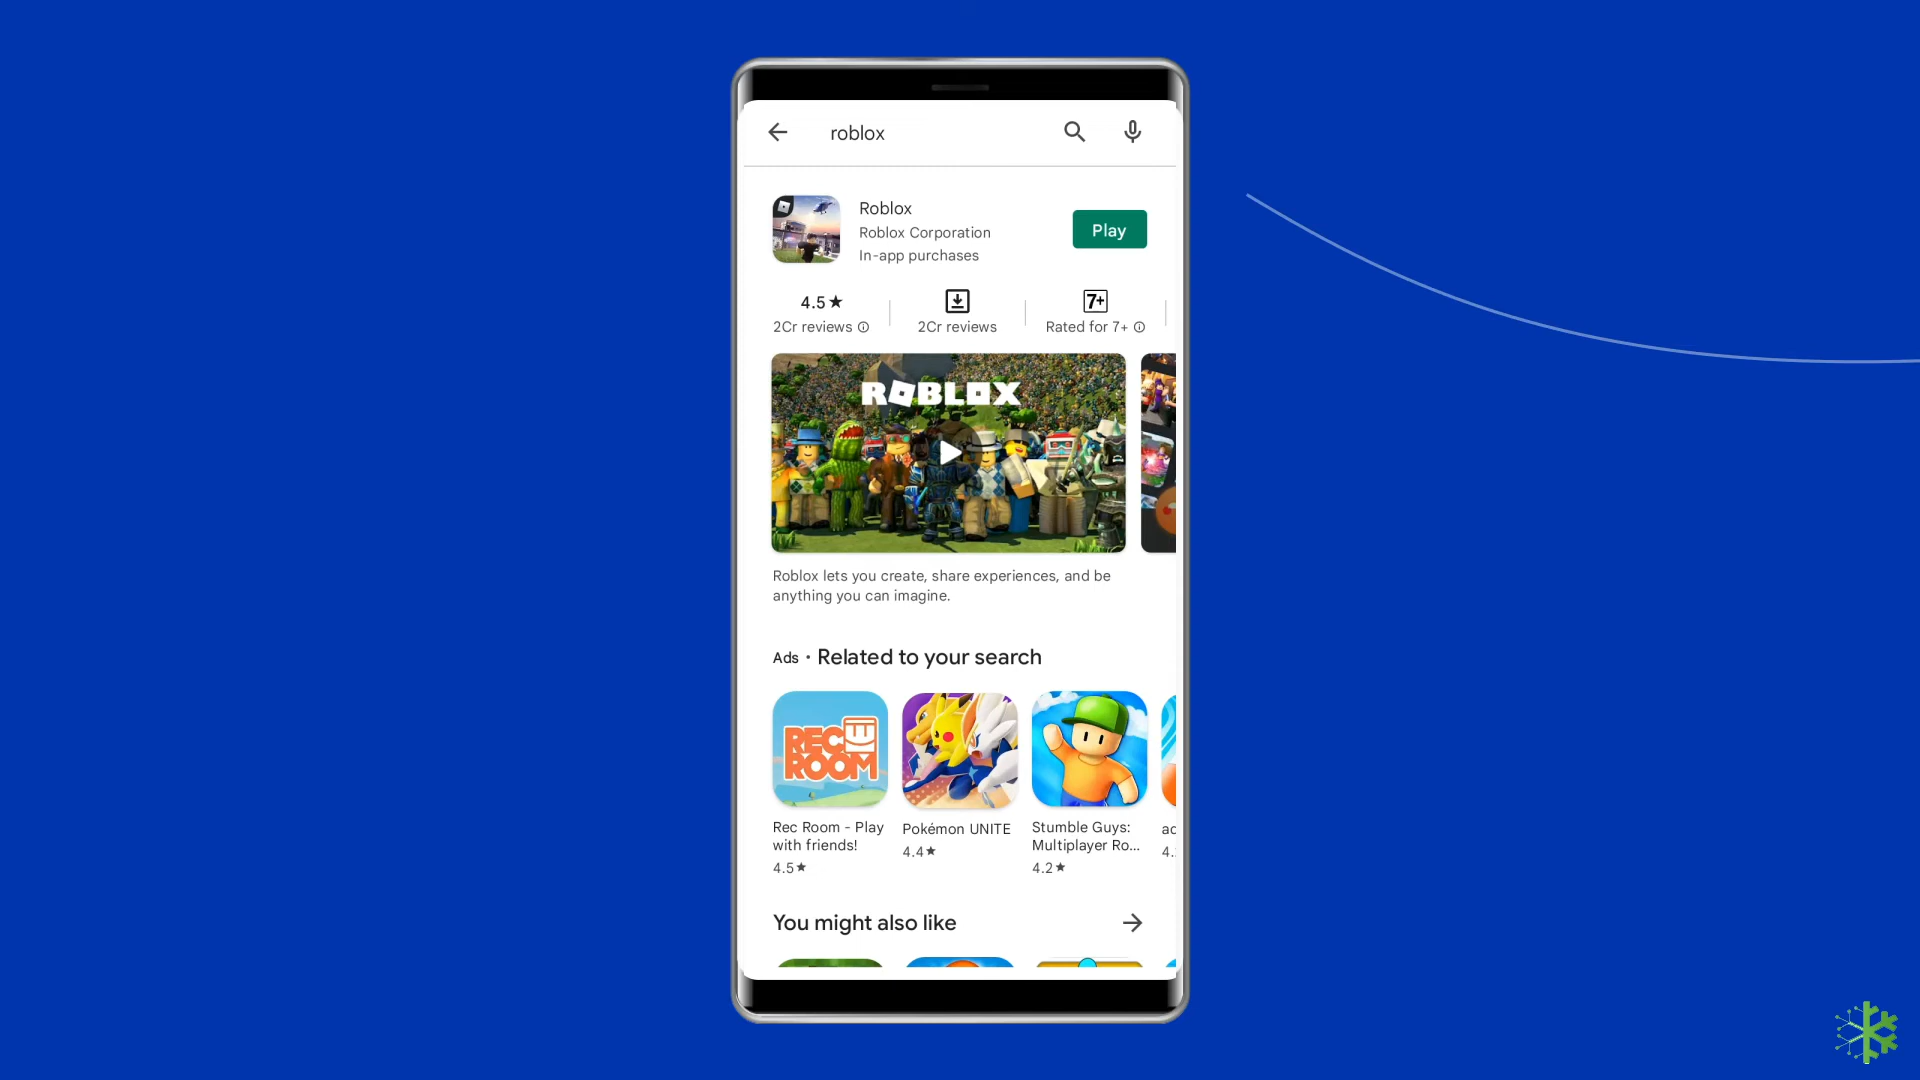 roblox
Roblox
Roblox Corporation
In-app purchases
Play
4.5★
2Cr reviews
2Cr reviews
7+
Rated for 7+
ROBLOX
Roblox lets you create, share experiences, and be
anything you can imagine.
Ads · Related to your search
REC
ROOM
Rec Room - Play
with friends!
4.5★
Pokémon UNITE
4.4★
Stumble Guys:
Multiplayer Ro...
4.2★
You might also like